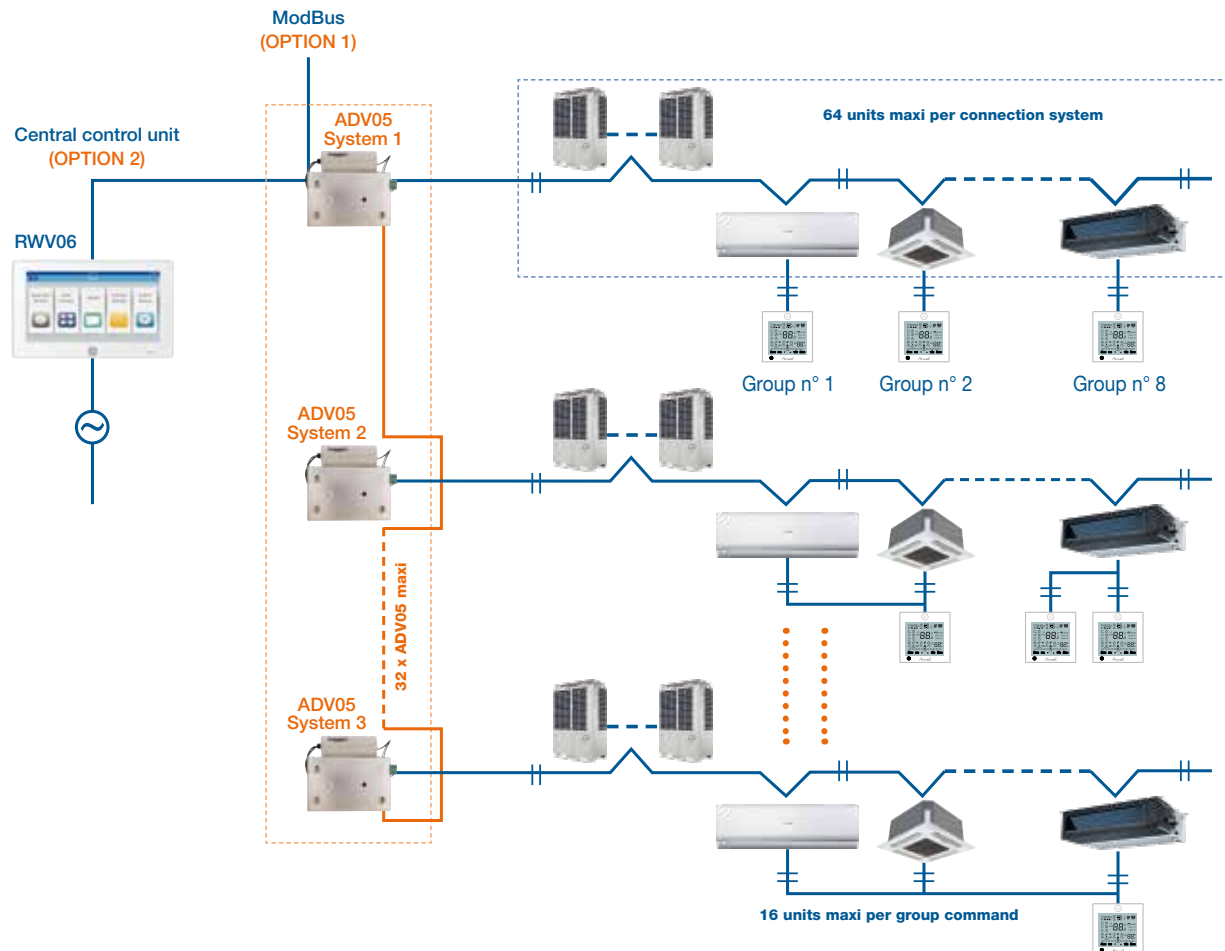 ModBus
(OPTION 1)
Central control unit
(OPTION 2)
ADV05
System 1
64 units maxi per connection system
RWV06
Group n° 1
Group n° 2
Group n° 8
ADV05
System 2
32 x ADV05 maxi
ADV05
System 3
16 units maxi per group command